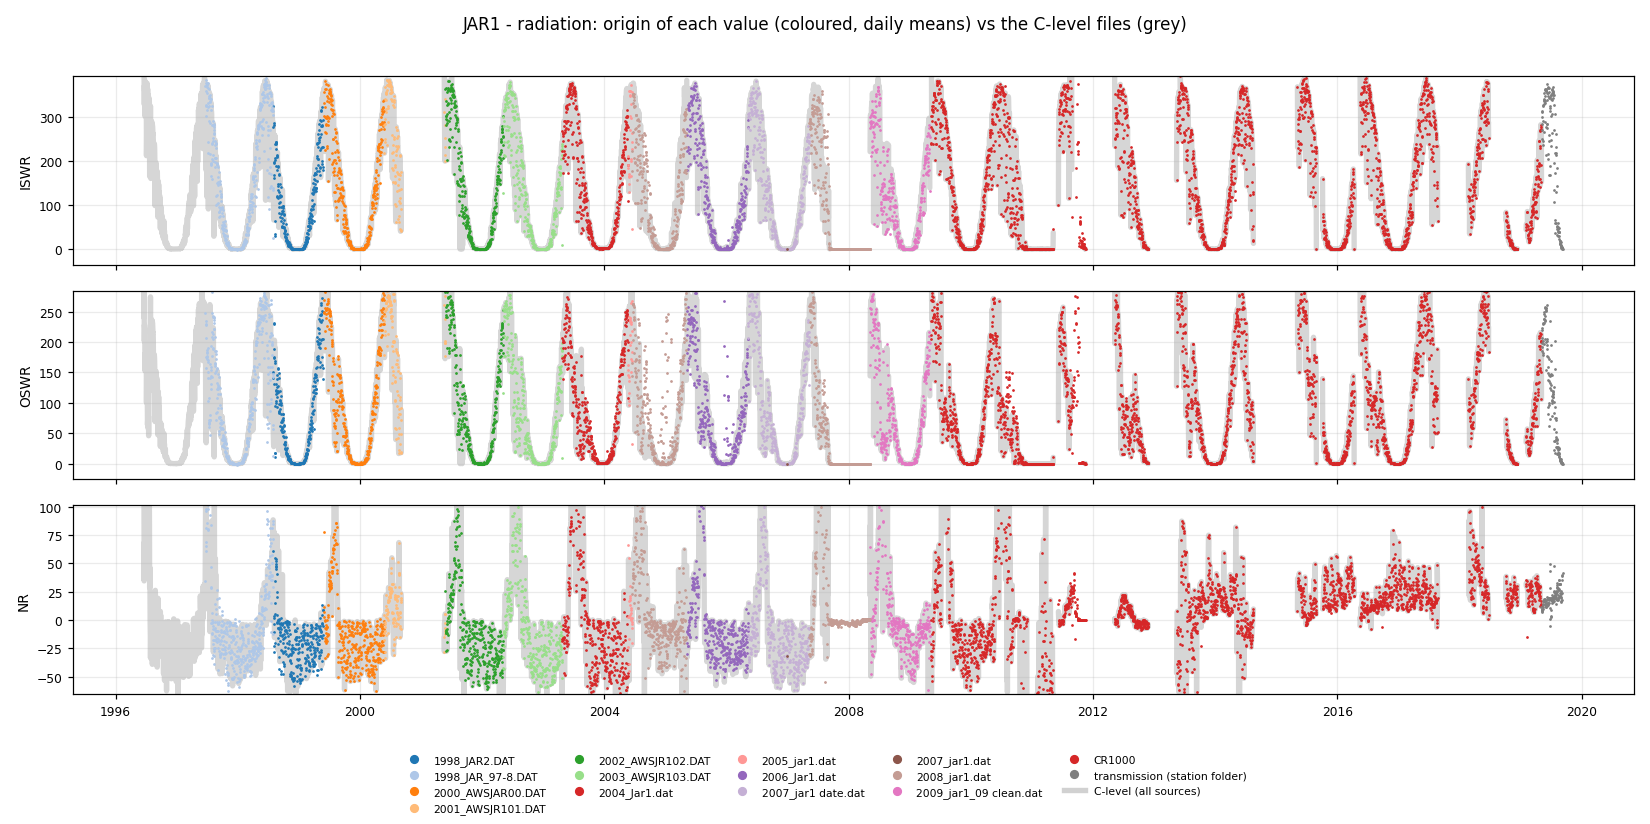 JAR1 - radiation: origin of each value (coloured, daily means) vs the C-level files (grey)
ISWR
300
200
100
0
OSWR
250
200
150
100
50
0
NR
100
75
50
25
0
−25
−50
1996
2000
2004
2008
2012
2016
2020
1998_JAR2.DAT
1998_JAR_97-8.DAT
2000_AWSJAR00.DAT
2001_AWSJR101.DAT
2002_AWSJR102.DAT
2003_AWSJR103.DAT
2004_Jar1.dat
2005_jar1.dat
2006_Jar1.dat
2007_jar1 date.dat
2007_jar1.dat
2008_jar1.dat
2009_jar1_09 clean.dat
CR1000
transmission (station folder)
C-level (all sources)